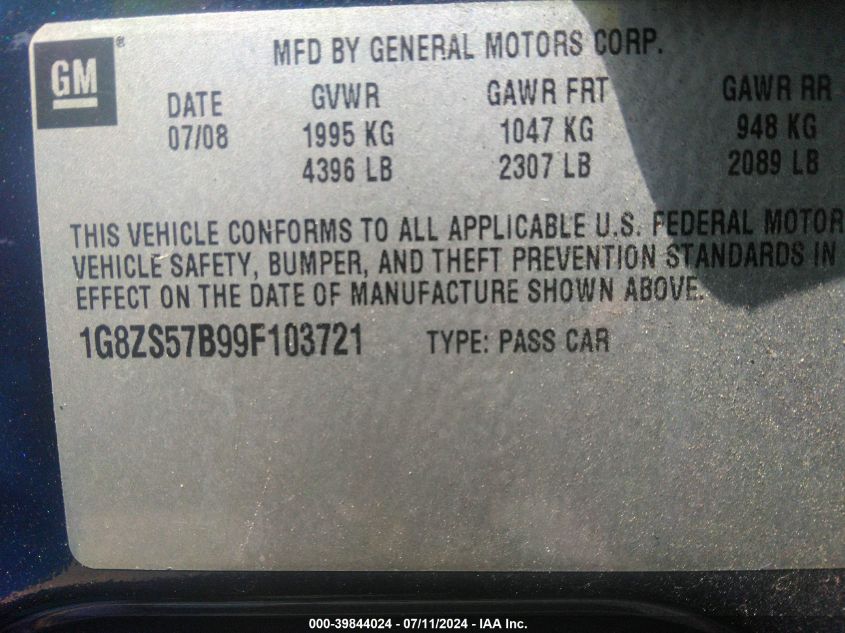 GM ®
MFD BY GENERAL MOTORS CORP.
DATE GVWR GAWR FRT GAWR RR
07/08 1995 KG 1047 KG 948 KG
4396 LB 2307 LB 2089 LB
THIS VEHICLE CONFORMS TO ALL APPLICABLE U.S. FEDERAL MOTOR
VEHICLE SAFETY, BUMPER, AND THEFT PREVENTION STANDARDS IN
EFFECT ON THE DATE OF MANUFACTURE SHOWN ABOVE.
1G8ZS57B99F103721 TYPE: PASS CAR
000-39844024 - 07/11/2024 - IAA Inc.